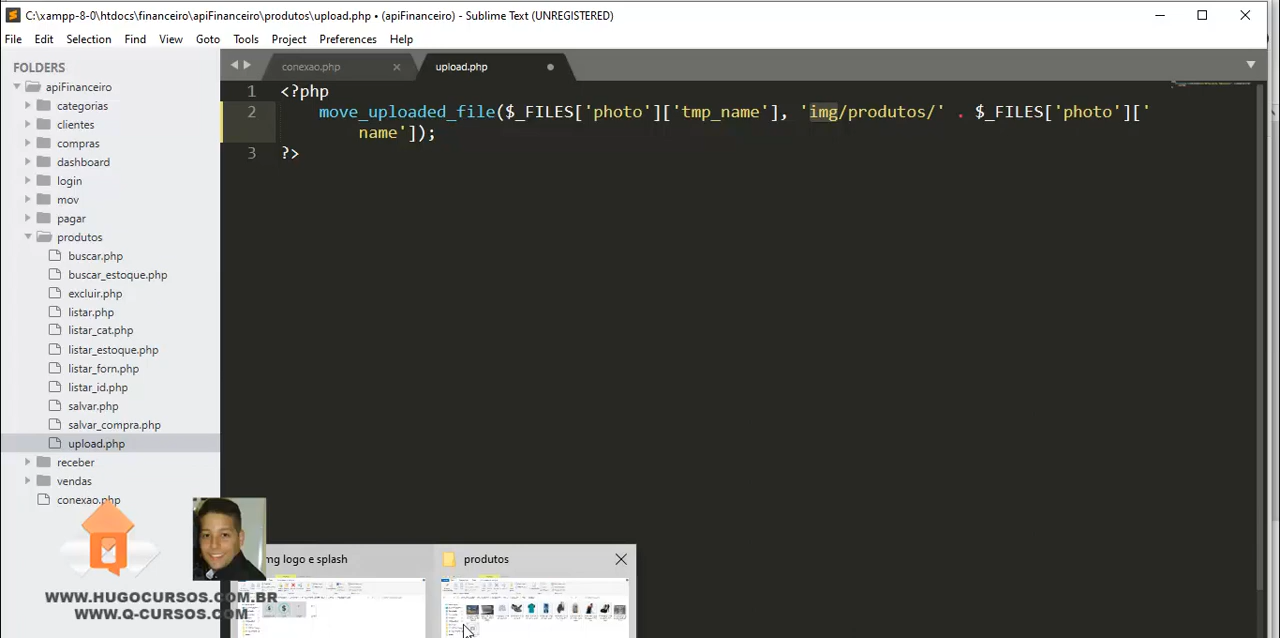 C:\xampp-8-0\htdocs\financeiro\apiFinanceiro\produtos\upload.php • (apiFinanceiro) - Sublime Text (UNREGISTERED)
File Edit Selection Find View Goto Tools Project Preferences Help
FOLDERS
apiFinanceiro
categorias
clientes
compras
dashboard
login
mov
pagar
produtos
buscar.php
buscar_estoque.php
excluir.php
listar.php
listar_cat.php
listar_estoque.php
listar_forn.php
listar_id.php
salvar.php
salvar_compra.php
upload.php
receber
vendas
conexao.php
conexao.php upload.php
1 <?php
2 move_uploaded_file($_FILES['photo']['tmp_name'], 'img/produtos/' . $_FILES['photo']['
name']);
3 ?>
mg logo e splash
produtos
WWW.HUGOCURSOS.COM.BR
WWW.Q-CURSOS.COM